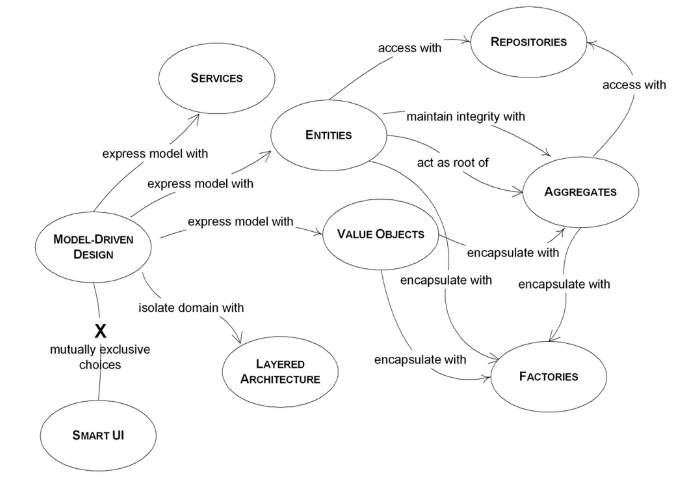 REPOSITORIES
access with
SERVICES
access with
maintain integrity with
ENTITIES
express model with
act as root of
express model with
AGGREGATES
express model with
VALUE OBJECTS
MODEL-DRIVEN
DESIGN
encapsulate with
encapsulate with
encapsulate with
isolate domain with
X
mutually exclusive
choices
encapsulate with
LAYERED
ARCHITECTURE
FACTORIES
SMART UI